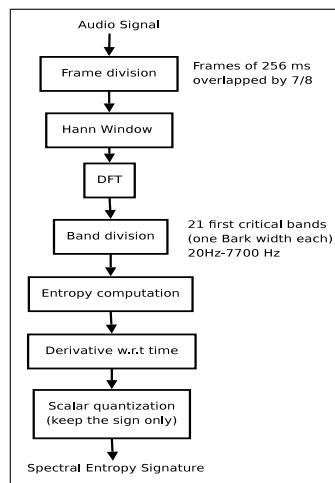 Audio Signal
Frame division
Frames of 256 ms
overlapped by 7/8
Hann Window
DFT
Band division
21 first critical bands
(one Bark width each)
20Hz-7700 Hz
Entropy computation
Derivative w.r.t time
Scalar quantization
(keep the sign only)
Spectral Entropy Signature